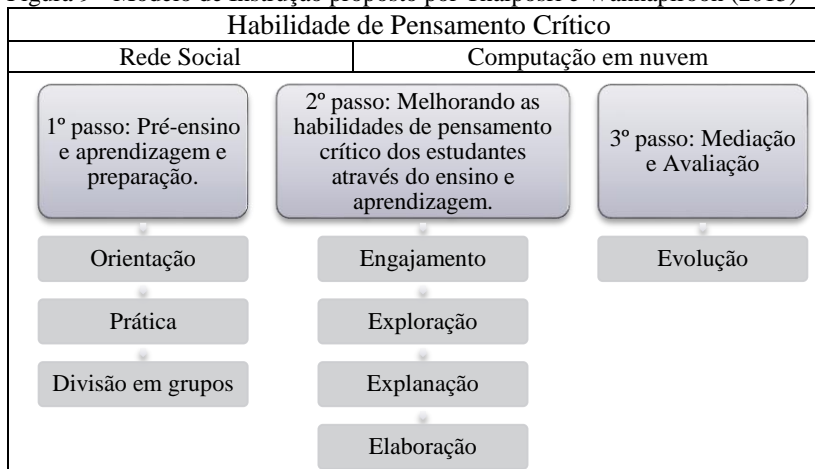 Habilidade de Pensamento Crítico
Rede Social
Computação em nuvem
1º passo: Pré-ensino
e aprendizagem e
preparação.
Orientação
Prática
Divisão em grupos
2º passo: Melhorando as
habilidades de pensamento
crítico dos estudantes
através do ensino e
aprendizagem.
Engajamento
Exploração
Explanação
Elaboração
3º passo: Mediação
e Avaliação
Evolução